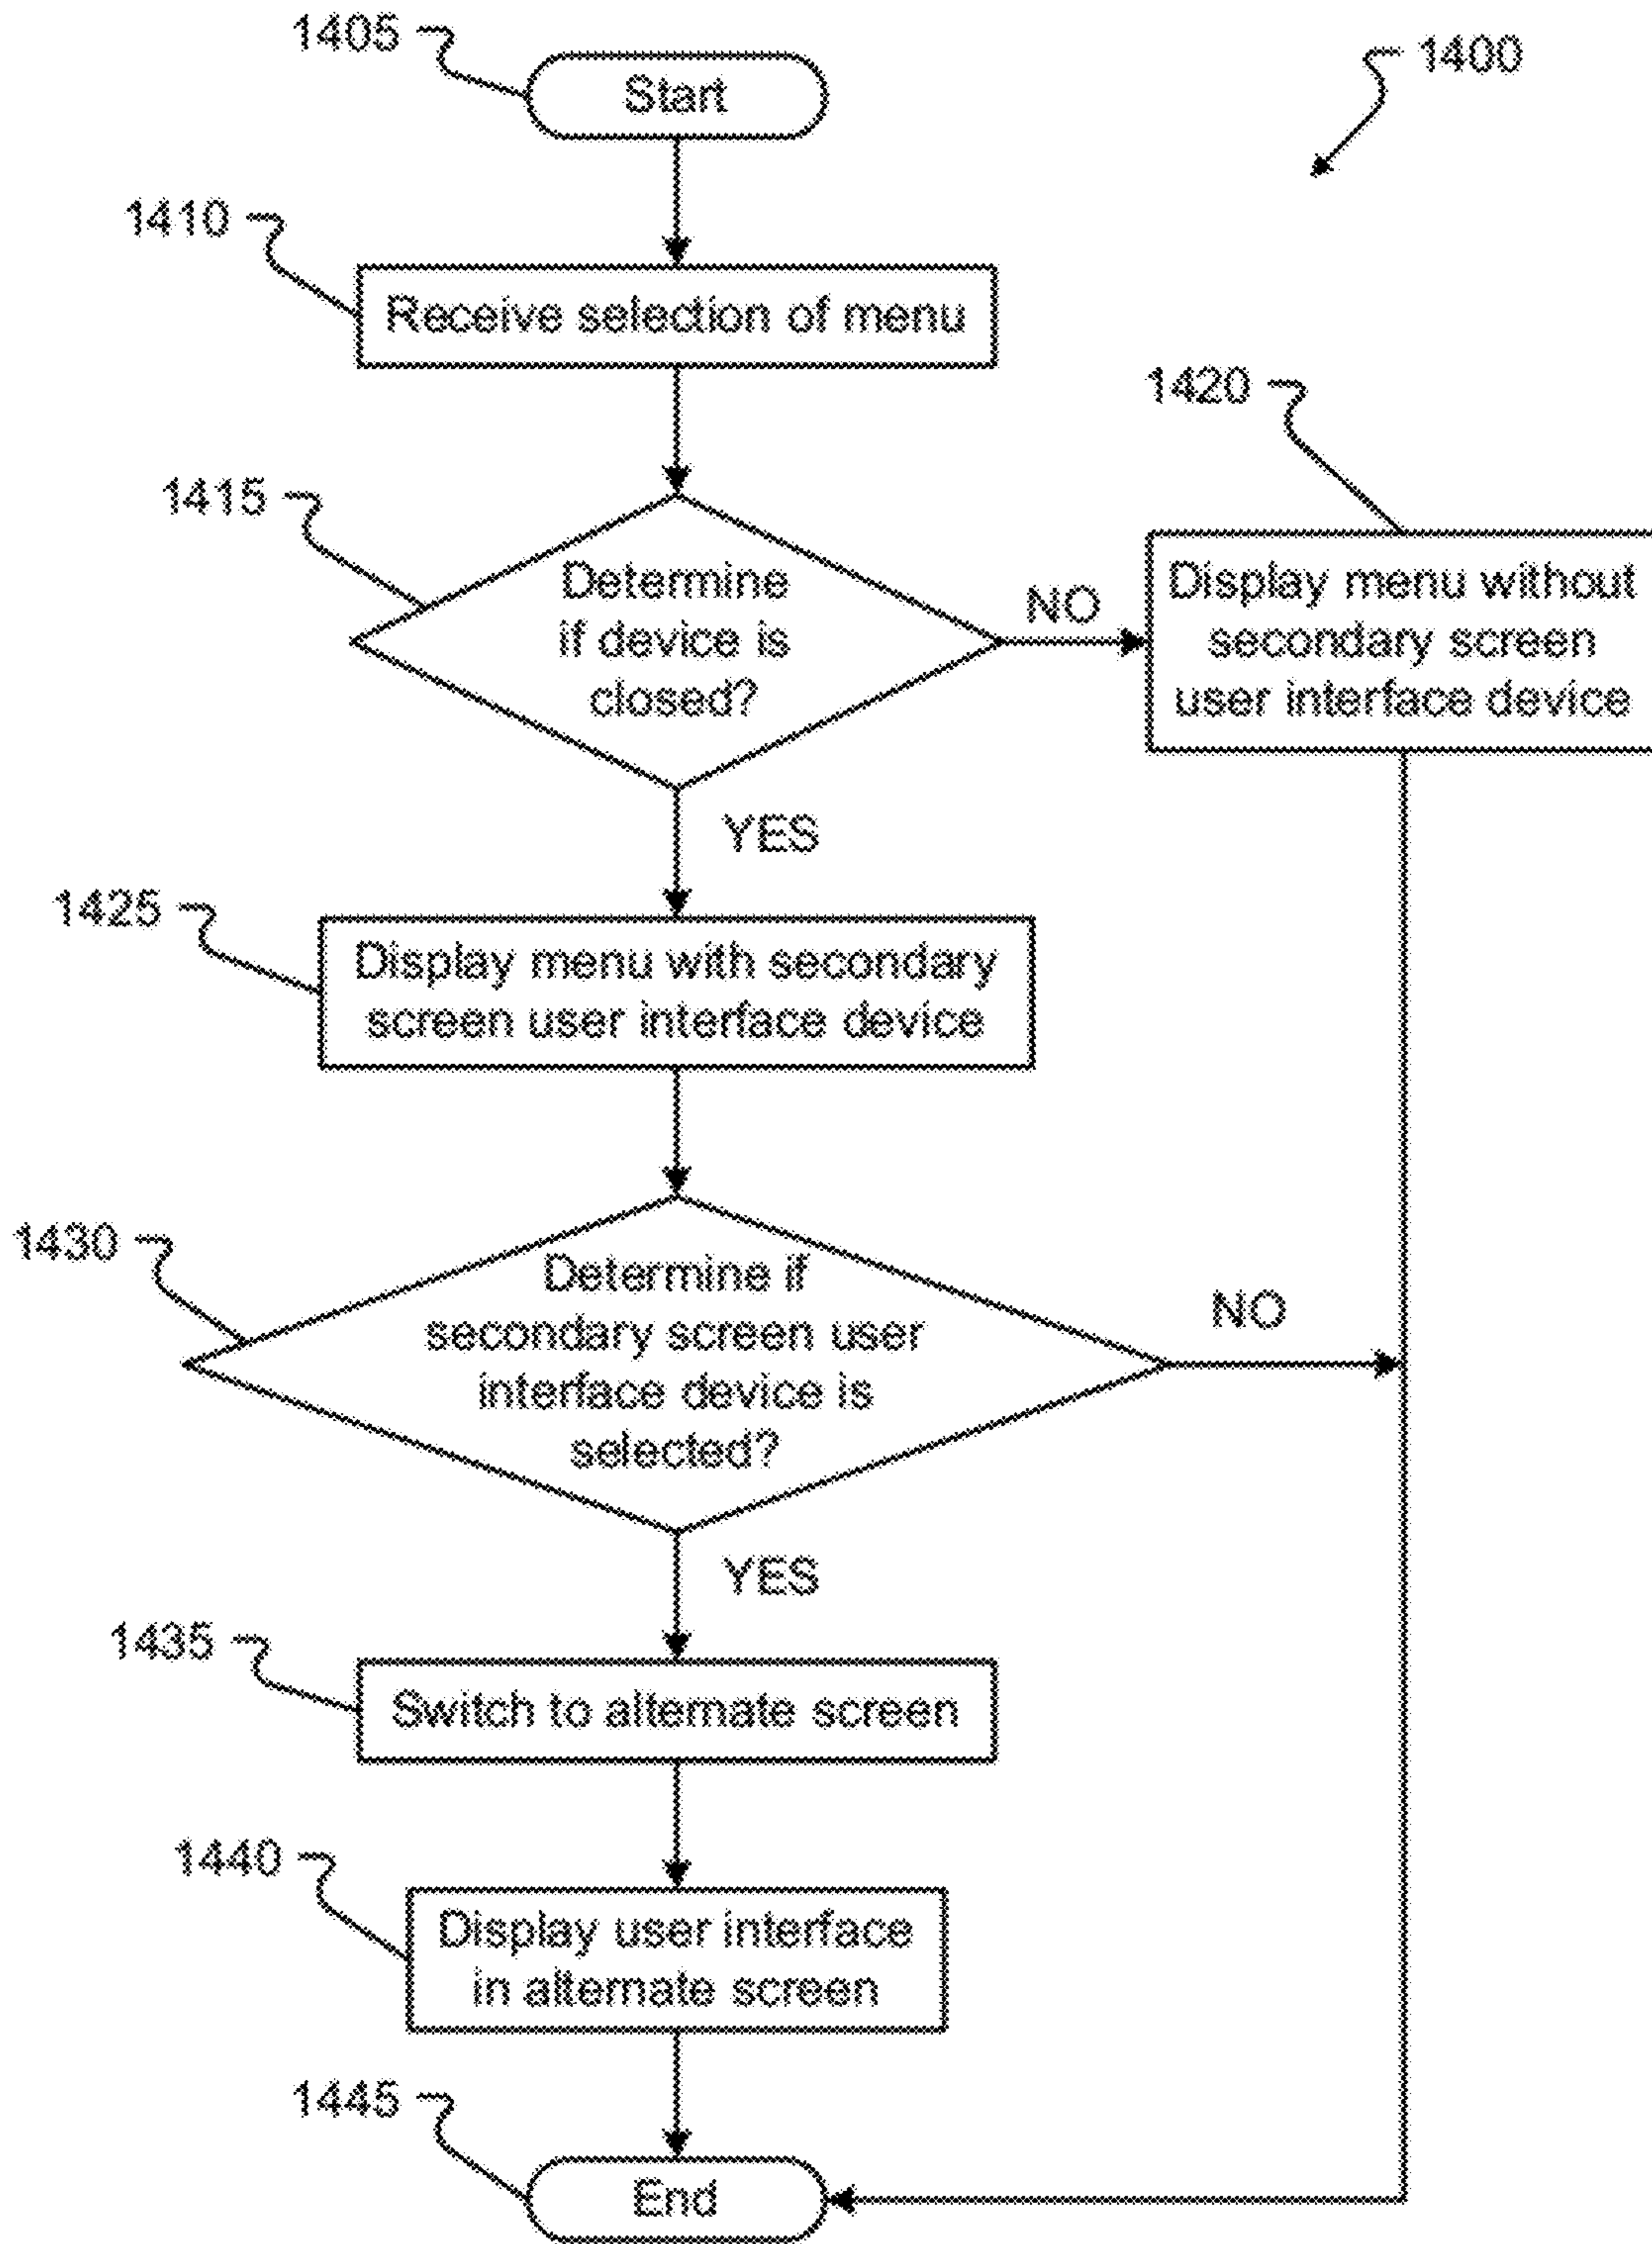 1405
Start
1400
1410
Receive selection of menu
1420
1415
Determine
if device is
closed?
NO
Display menu without
secondary screen
user interface device
YES
1425
Display menu with secondary
screen user interface device
1430
Determine if
secondary screen user
interface device is
selected?
NO
YES
1435
Switch to alternate screen
1440
Display user interface
in alternate screen
1445
End